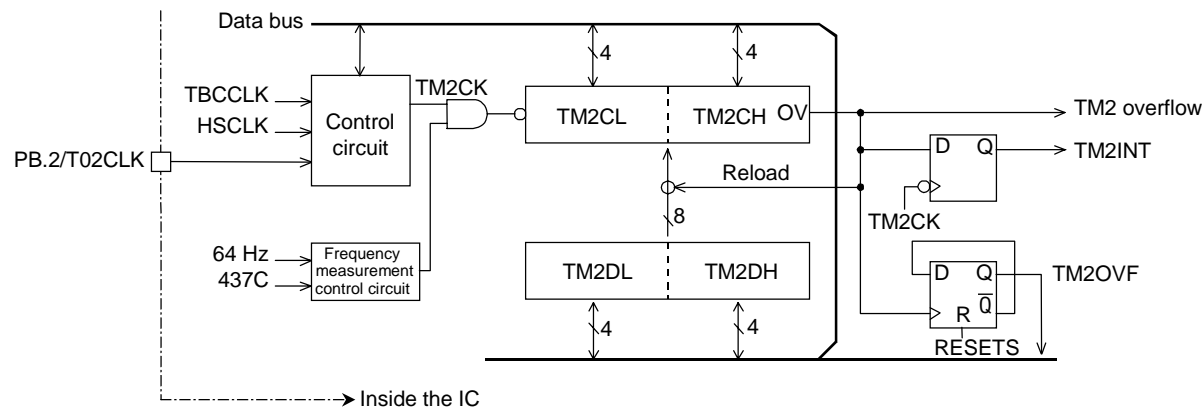 Data bus
4
4
TM2CK
TBCCLK
HSCLK
PB.2/T02CLK
Control
circuit
TM2CL
TM2CH
OV
TM2 overflow
D
Q
TM2INT
TM2CK
Reload
8
64 Hz
437C
Frequency
measurement
control circuit
TM2DL
TM2DH
4
4
D
Q
Q
R
TM2OVF
RESETS
Inside the IC